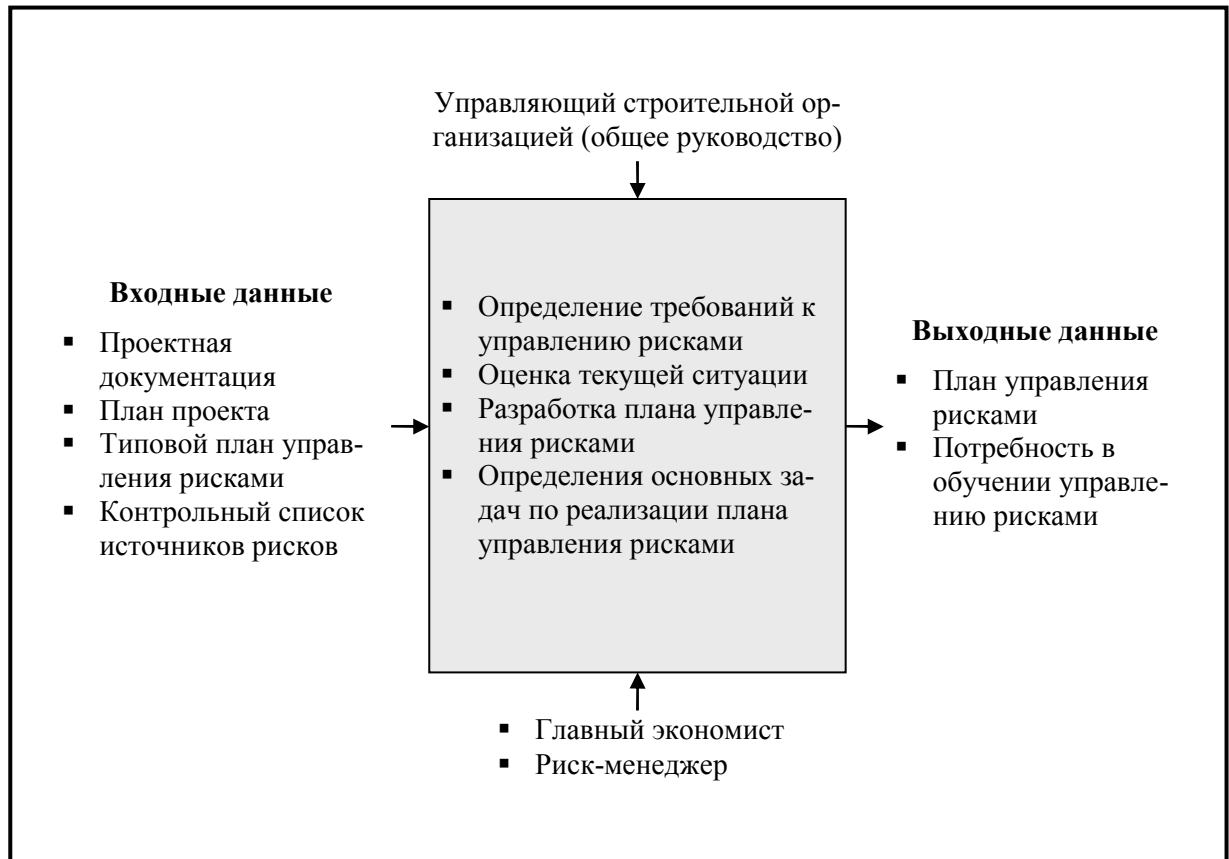 Управляющий строительной ор-
ганизацией (общее руководство)
Входные данные
▪ Проектная
документация
▪ План проекта
▪ Типовой план управ-
ления рисками
▪ Контрольный список
источников рисков
▪ Определение требований к
управлению рисками
▪ Оценка текущей ситуации
▪ Разработка плана управле-
ния рисками
▪ Определения основных за-
дач по реализации плана
управления рисками
Выходные данные
▪ План управления
рисками
▪ Потребность в
обучении управле-
нию рисками
▪ Главный экономист
▪ Риск-менеджер